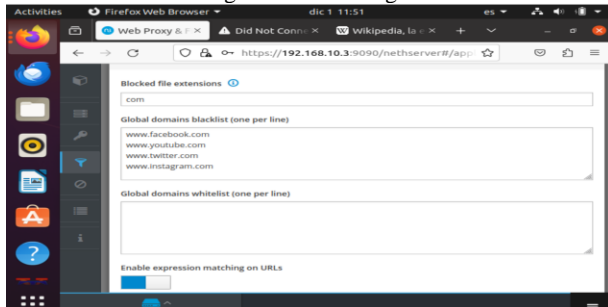 Activities
Firefox Web Browser
dic 1 11:51
es
Web Proxy & F
Did Not Conn
Wikipedia, la e
https://192.168.10.3:9090/nethserver#/app
Blocked file extensions
com
Global domains blacklist (one per line)
www.facebook.com
www.youtube.com
www.twitter.com
www.instagram.com
Global domains whitelist (one per line)
Enable expression matching on URLs